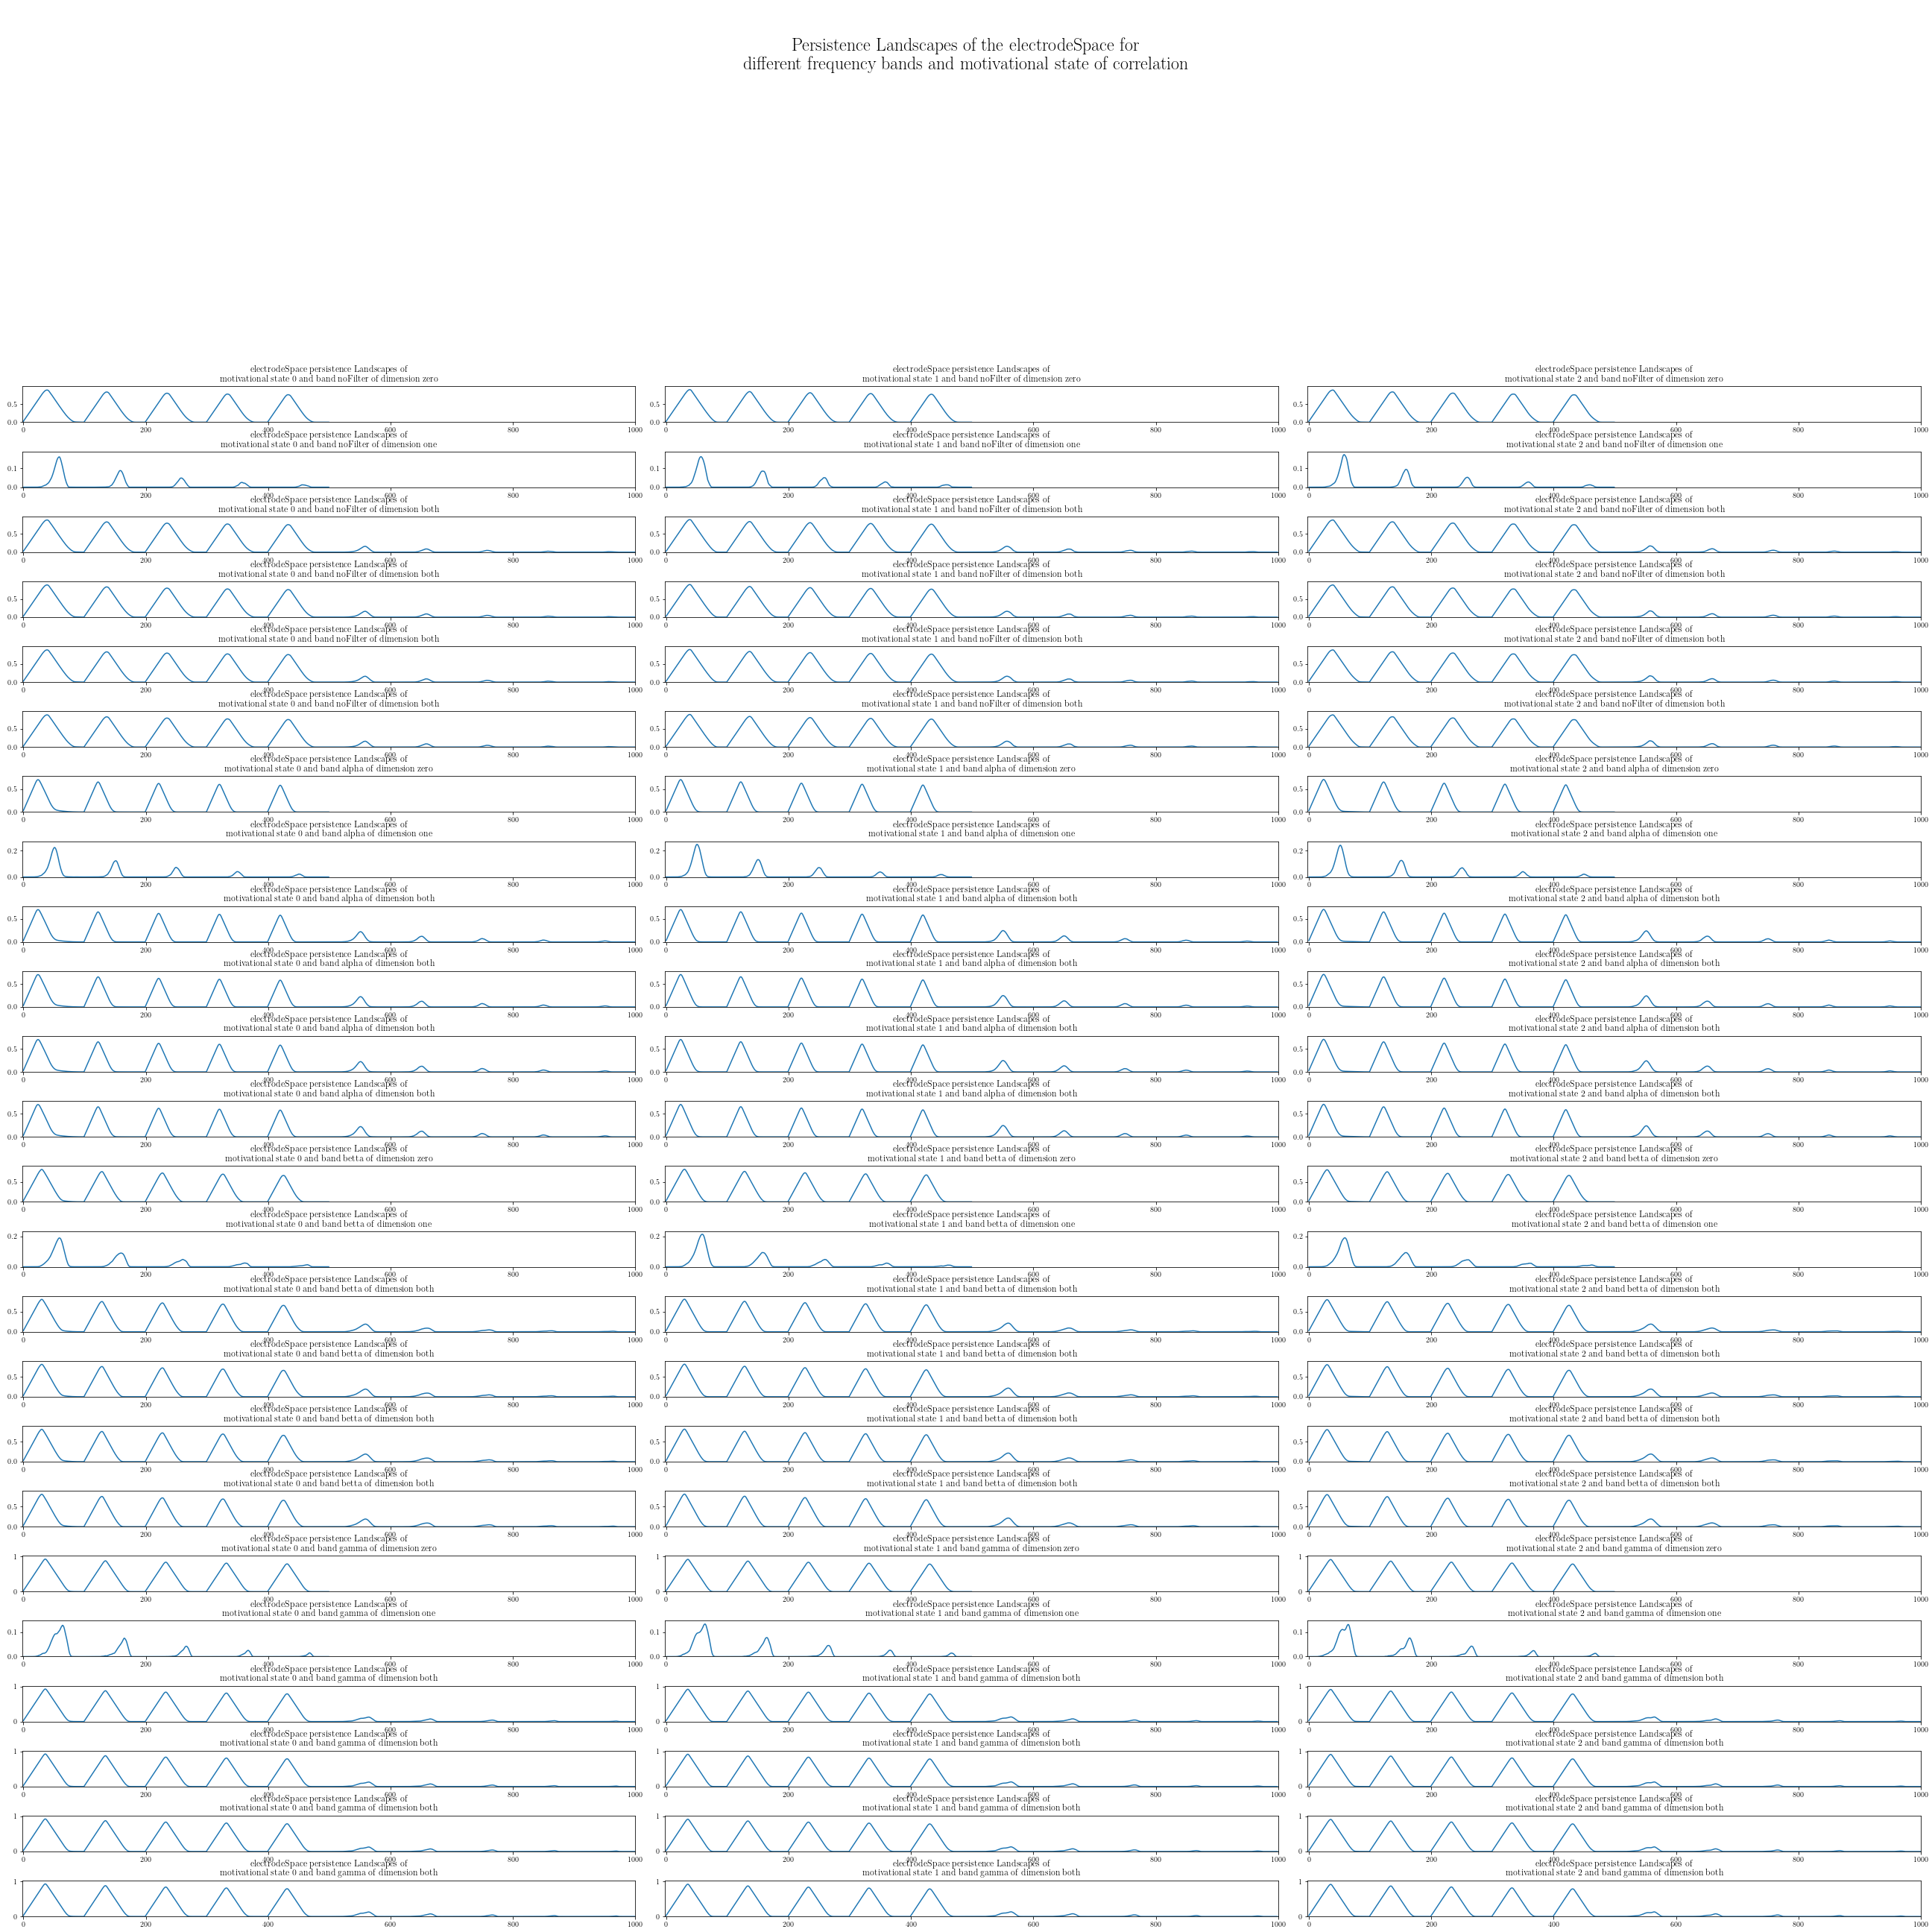 Persistence Landscapes of the electrodeSpace for
different frequency bands and motivational state of correlation
electrodeSpace persistence Landscapes of electrodeSpace persistence Landscapes of electrodeSpace persistence Landscapes of
motivational state 0 and band noFilter of dimension zero motivational state 1 and band noFilter of dimension zero motivational state 2 and band noFilter of dimension zero
0.5 0.5 0.5
0.0 0.0 0.0
0 200 400 600 800 1000 0 200 400 600 800 1000 0 200 400 600 800 1000
electrodeSpace persistence Landscapes of electrodeSpace persistence Landscapes of electrodeSpace persistence Landscapes of
motivational state 0 and band noFilter of dimension one motivational state 1 and band noFilter of dimension one motivational state 2 and band noFilter of dimension one
0.1 0.1 0.1
0.0 0.0 0.0
0 200 400 600 800 1000 0 200 400 600 800 1000 0 200 400 600 800 1000
electrodeSpace persistence Landscapes of electrodeSpace persistence Landscapes of electrodeSpace persistence Landscapes of
motivational state 0 and band noFilter of dimension both motivational state 1 and band noFilter of dimension both motivational state 2 and band noFilter of dimension both
0.5 0.5 0.5
0.0 0.0 0.0
0 200 400 600 800 1000 0 200 400 600 800 1000 0 200 400 600 800 1000
electrodeSpace persistence Landscapes of electrodeSpace persistence Landscapes of electrodeSpace persistence Landscapes of
motivational state 0 and band noFilter of dimension both motivational state 1 and band noFilter of dimension both motivational state 2 and band noFilter of dimension both
0.5 0.5 0.5
0.0 0.0 0.0
0 200 400 600 800 1000 0 200 400 600 800 1000 0 200 400 600 800 1000
electrodeSpace persistence Landscapes of electrodeSpace persistence Landscapes of electrodeSpace persistence Landscapes of
motivational state 0 and band noFilter of dimension both motivational state 1 and band noFilter of dimension both motivational state 2 and band noFilter of dimension both
0.5 0.5 0.5
0.0 0.0 0.0
0 200 400 600 800 1000 0 200 400 600 800 1000 0 200 400 600 800 1000
electrodeSpace persistence Landscapes of electrodeSpace persistence Landscapes of electrodeSpace persistence Landscapes of
motivational state 0 and band noFilter of dimension both motivational state 1 and band noFilter of dimension both motivational state 2 and band noFilter of dimension both
0.5 0.5 0.5
0.0 0.0 0.0
0 200 400 600 800 1000 0 200 400 600 800 1000 0 200 400 600 800 1000
electrodeSpace persistence Landscapes of electrodeSpace persistence Landscapes of electrodeSpace persistence Landscapes of
motivational state 0 and band alpha of dimension zero motivational state 1 and band alpha of dimension zero motivational state 2 and band alpha of dimension zero
0.5 0.5 0.5
0.0 0.0 0.0
0 200 400 600 800 1000 0 200 400 600 800 1000 0 200 400 600 800 1000
electrodeSpace persistence Landscapes of electrodeSpace persistence Landscapes of electrodeSpace persistence Landscapes of
motivational state 0 and band alpha of dimension one motivational state 1 and band alpha of dimension one motivational state 2 and band alpha of dimension one
0.2 0.2 0.2
0.0 0.0 0.0
0 200 400 600 800 1000 0 200 400 600 800 1000 0 200 400 600 800 1000
electrodeSpace persistence Landscapes of electrodeSpace persistence Landscapes of electrodeSpace persistence Landscapes of
motivational state 0 and band alpha of dimension both motivational state 1 and band alpha of dimension both motivational state 2 and band alpha of dimension both
0.5 0.5 0.5
0.0 0.0 0.0
0 200 400 600 800 1000 0 200 400 600 800 1000 0 200 400 600 800 1000
electrodeSpace persistence Landscapes of electrodeSpace persistence Landscapes of electrodeSpace persistence Landscapes of
motivational state 0 and band alpha of dimension both motivational state 1 and band alpha of dimension both motivational state 2 and band alpha of dimension both
0.5 0.5 0.5
0.0 0.0 0.0
0 200 400 600 800 1000 0 200 400 600 800 1000 0 200 400 600 800 1000
electrodeSpace persistence Landscapes of electrodeSpace persistence Landscapes of electrodeSpace persistence Landscapes of
motivational state 0 and band alpha of dimension both motivational state 1 and band alpha of dimension both motivational state 2 and band alpha of dimension both
0.5 0.5 0.5
0.0 0.0 0.0
0 200 400 600 800 1000 0 200 400 600 800 1000 0 200 400 600 800 1000
electrodeSpace persistence Landscapes of electrodeSpace persistence Landscapes of electrodeSpace persistence Landscapes of
motivational state 0 and band alpha of dimension both motivational state 1 and band alpha of dimension both motivational state 2 and band alpha of dimension both
0.5 0.5 0.5
0.0 0.0 0.0
0 200 400 600 800 1000 0 200 400 600 800 1000 0 200 400 600 800 1000
electrodeSpace persistence Landscapes of electrodeSpace persistence Landscapes of electrodeSpace persistence Landscapes of
motivational state 0 and band betta of dimension zero motivational state 1 and band betta of dimension zero motivational state 2 and band betta of dimension zero
0.5 0.5 0.5
0.0 0.0 0.0
0 200 400 600 800 1000 0 200 400 600 800 1000 0 200 400 600 800 1000
electrodeSpace persistence Landscapes of electrodeSpace persistence Landscapes of electrodeSpace persistence Landscapes of
motivational state 0 and band betta of dimension one motivational state 1 and band betta of dimension one motivational state 2 and band betta of dimension one
0.2 0.2 0.2
0.0 0.0 0.0
0 200 400 600 800 1000 0 200 400 600 800 1000 0 200 400 600 800 1000
electrodeSpace persistence Landscapes of electrodeSpace persistence Landscapes of electrodeSpace persistence Landscapes of
motivational state 0 and band betta of dimension both motivational state 1 and band betta of dimension both motivational state 2 and band betta of dimension both
0.5 0.5 0.5
0.0 0.0 0.0
0 200 400 600 800 1000 0 200 400 600 800 1000 0 200 400 600 800 1000
electrodeSpace persistence Landscapes of electrodeSpace persistence Landscapes of electrodeSpace persistence Landscapes of
motivational state 0 and band betta of dimension both motivational state 1 and band betta of dimension both motivational state 2 and band betta of dimension both
0.5 0.5 0.5
0.0 0.0 0.0
0 200 400 600 800 1000 0 200 400 600 800 1000 0 200 400 600 800 1000
electrodeSpace persistence Landscapes of electrodeSpace persistence Landscapes of electrodeSpace persistence Landscapes of
motivational state 0 and band betta of dimension both motivational state 1 and band betta of dimension both motivational state 2 and band betta of dimension both
0.5 0.5 0.5
0.0 0.0 0.0
0 200 400 600 800 1000 0 200 400 600 800 1000 0 200 400 600 800 1000
electrodeSpace persistence Landscapes of electrodeSpace persistence Landscapes of electrodeSpace persistence Landscapes of
motivational state 0 and band betta of dimension both motivational state 1 and band betta of dimension both motivational state 2 and band betta of dimension both
0.5 0.5 0.5
0.0 0.0 0.0
0 200 400 600 800 1000 0 200 400 600 800 1000 0 200 400 600 800 1000
electrodeSpace persistence Landscapes of electrodeSpace persistence Landscapes of electrodeSpace persistence Landscapes of
motivational state 0 and band gamma of dimension zero motivational state 1 and band gamma of dimension zero motivational state 2 and band gamma of dimension zero
1 1 1
0 0 0
0 200 400 600 800 1000 0 200 400 600 800 1000 0 200 400 600 800 1000
electrodeSpace persistence Landscapes of electrodeSpace persistence Landscapes of electrodeSpace persistence Landscapes of
motivational state 0 and band gamma of dimension one motivational state 1 and band gamma of dimension one motivational state 2 and band gamma of dimension one
0.1 0.1 0.1
0.0 0.0 0.0
0 200 400 600 800 1000 0 200 400 600 800 1000 0 200 400 600 800 1000
electrodeSpace persistence Landscapes of electrodeSpace persistence Landscapes of electrodeSpace persistence Landscapes of
motivational state 0 and band gamma of dimension both motivational state 1 and band gamma of dimension both motivational state 2 and band gamma of dimension both
1 1 1
0 0 0
0 200 400 600 800 1000 0 200 400 600 800 1000 0 200 400 600 800 1000
electrodeSpace persistence Landscapes of electrodeSpace persistence Landscapes of electrodeSpace persistence Landscapes of
motivational state 0 and band gamma of dimension both motivational state 1 and band gamma of dimension both motivational state 2 and band gamma of dimension both
1 1 1
0 0 0
0 200 400 600 800 1000 0 200 400 600 800 1000 0 200 400 600 800 1000
electrodeSpace persistence Landscapes of electrodeSpace persistence Landscapes of electrodeSpace persistence Landscapes of
motivational state 0 and band gamma of dimension both motivational state 1 and band gamma of dimension both motivational state 2 and band gamma of dimension both
1 1 1
0 0 0
0 200 400 600 800 1000 0 200 400 600 800 1000 0 200 400 600 800 1000
electrodeSpace persistence Landscapes of electrodeSpace persistence Landscapes of electrodeSpace persistence Landscapes of
motivational state 0 and band gamma of dimension both motivational state 1 and band gamma of dimension both motivational state 2 and band gamma of dimension both
1 1 1
0 0 0
0 200 400 600 800 1000 0 200 400 600 800 1000 0 200 400 600 800 1000